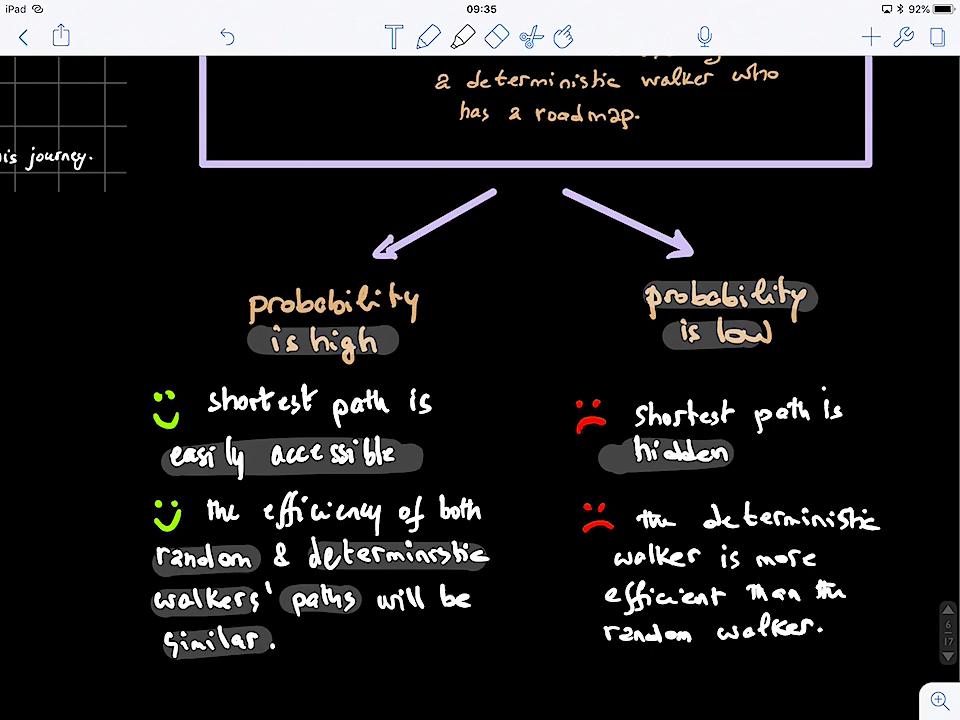 iPad
09:35
92%
a deterministic walker who
has a roadmap.
his journey.
probability
is high
shortest path is
easily accessible
the efficiency of both
random & deterministic
walkers' paths will be
similar.
probability
is low
shortest path is
hidden
the deterministic
walker is more
efficient than the
random walker.
6
17